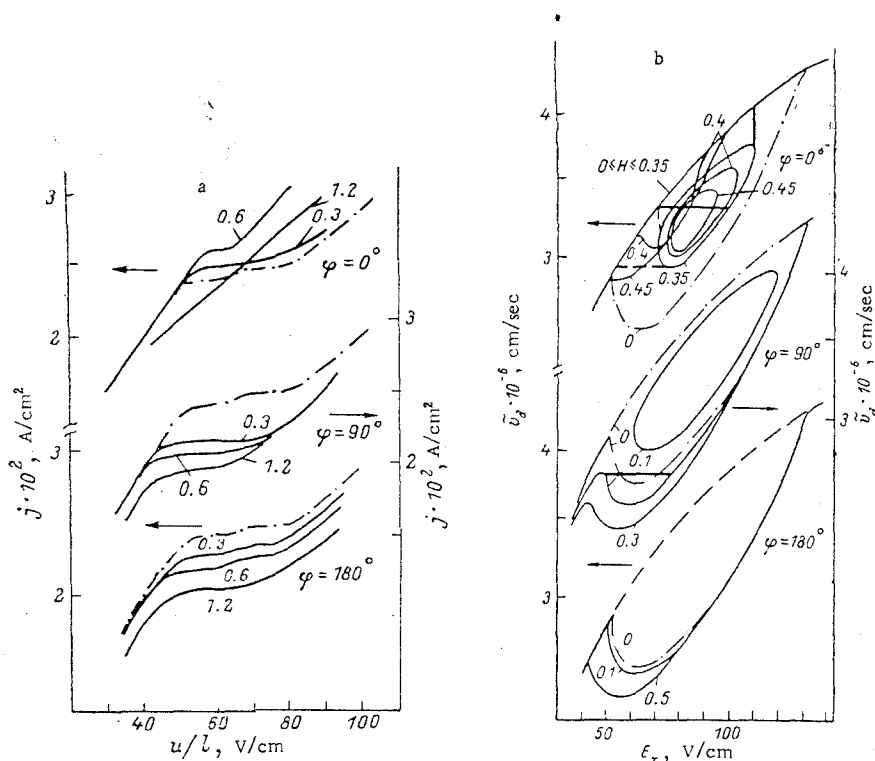 a
3
2
3
2
j · 10², A/cm²
0.6
1.2
0.3
φ = 0°
3
0.3
φ = 90°
0.6
1.2
2
j · 10², A/cm²
0.3
0.6
φ = 180°
1.2
40
60
80
100
u/l, V/cm
b
4
3
4
3
ṽd · 10⁻⁶, cm/sec
0.4
0 ≤ H ≤ 0.35
φ = 0°
0.45
0.4
0.35
0.45
0
4
φ = 90°
3
ṽd · 10⁻⁶, cm/sec
0
0.1
0.3
φ = 180°
0
0.1
0.5
50
100
V/cm